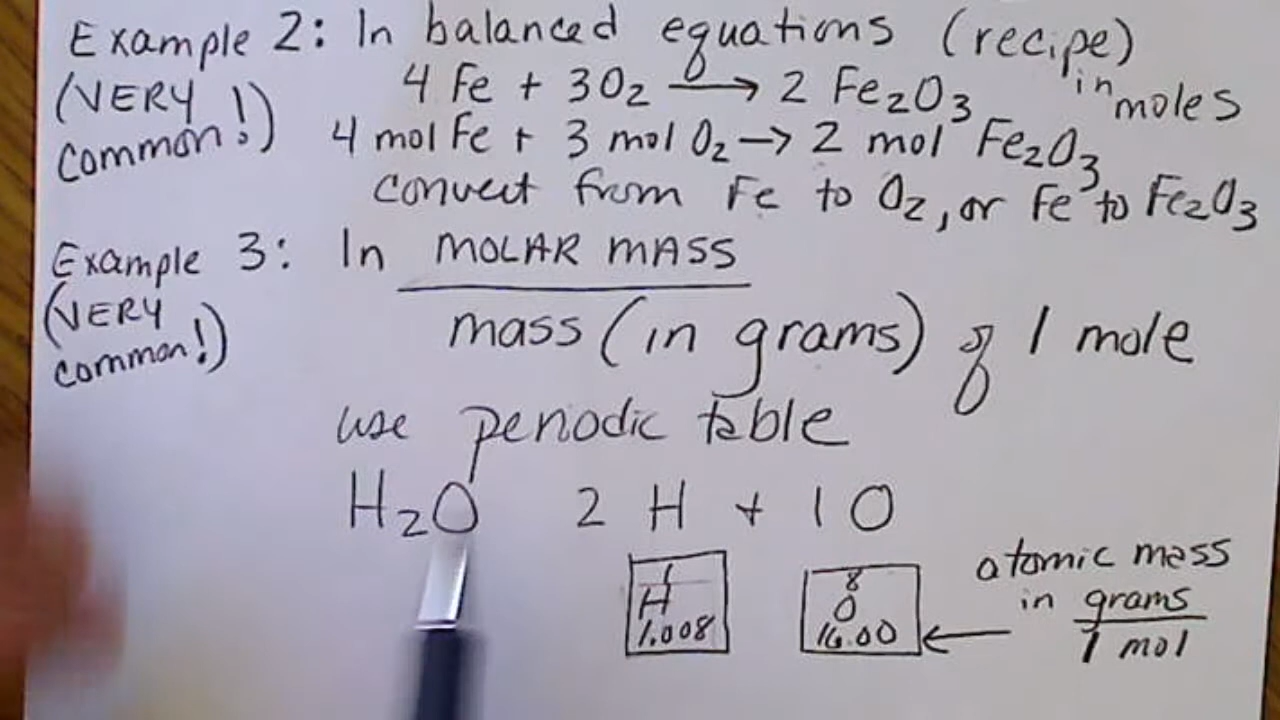 Example 2: In balanced equations (recipe)
(VERY common!) 4 Fe + 3O₂ → 2 Fe₂O₃ in moles
4 mol Fe + 3 mol O₂ → 2 mol Fe₂O₃
convert from Fe to O₂, or Fe to Fe₂O₃
Example 3: In MOLAR MASS
(VERY common!) mass (in grams) of 1 mole
use periodic table
H₂O 2 H + 1 O
1
H
1.008
8
O
16.00
atomic mass
in grams
1 mol